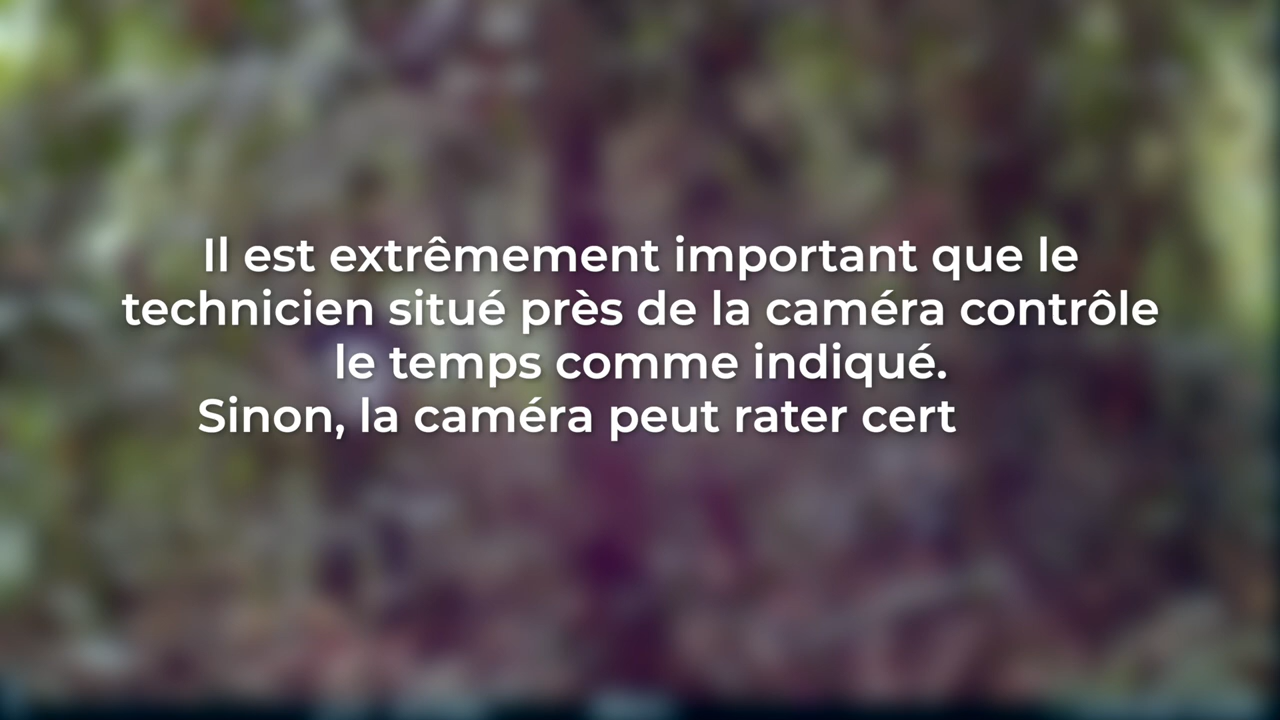 Il est extrêmement important que le
technicien situé près de la caméra contrôle
le temps comme indiqué.
Sinon, la caméra peut rater cert